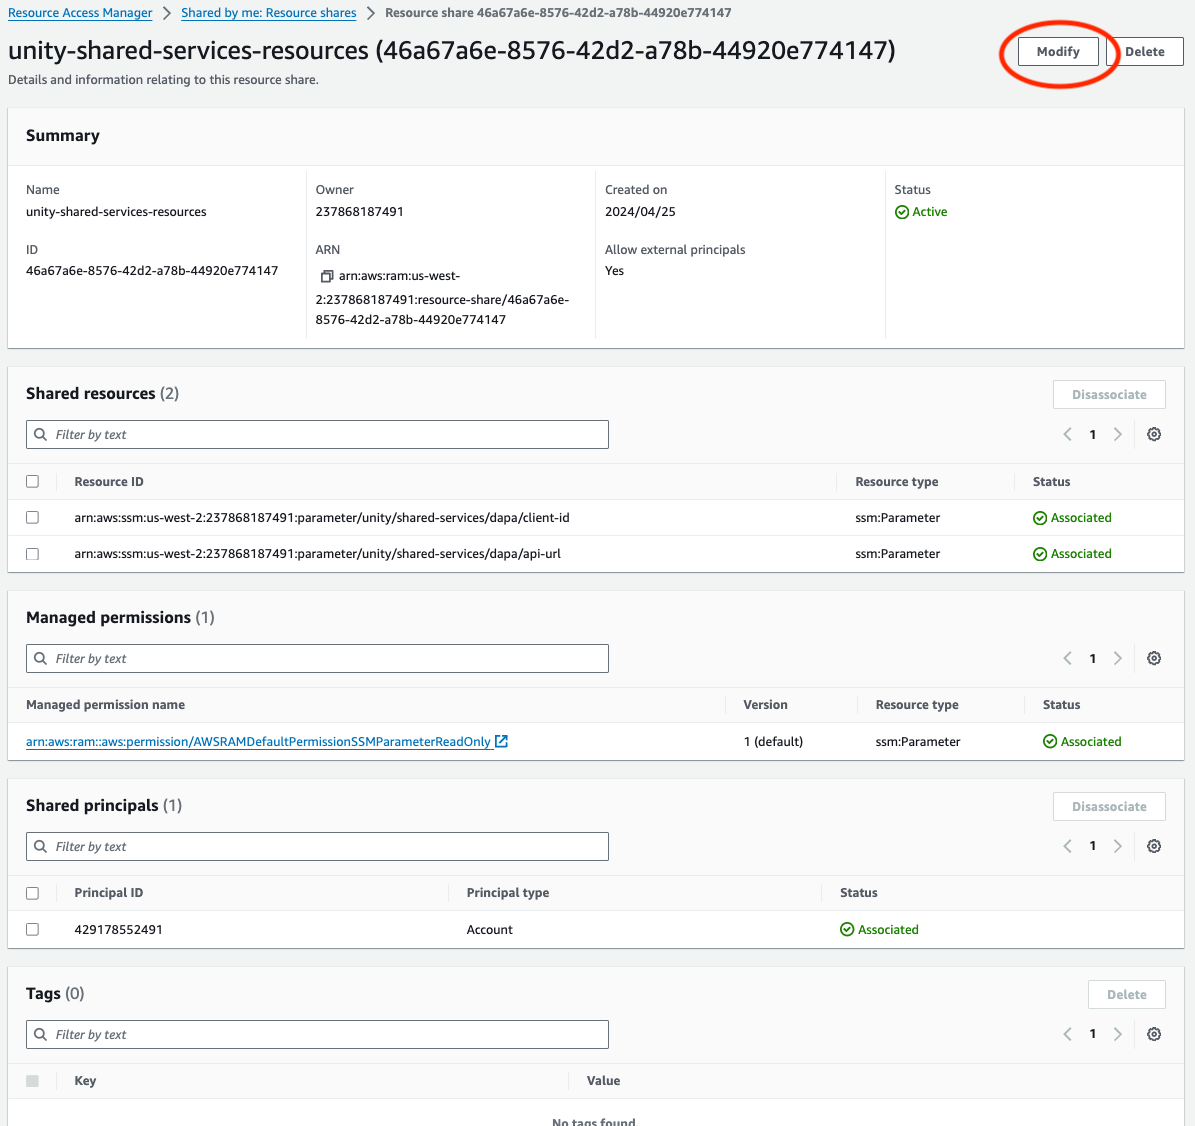 Resource Access Manager > Shared by me: Resource shares > Resource share 46a67a6e-8576-42d2-a78b-44920e774147
unity-shared-services-resources (46a67a6e-8576-42d2-a78b-44920e774147)
Modify
Delete
Details and information relating to this resource share.
Summary
Name
unity-shared-services-resources
ID
46a67a6e-8576-42d2-a78b-44920e774147
Owner
237868187491
ARN
arn:aws:ram:us-west-
2:237868187491:resource-share/46a67a6e-
8576-42d2-a78b-44920e774147
Created on
2024/04/25
Allow external principals
Yes
Status
Active
Shared resources (2)
Disassociate
Filter by text
1
Resource ID Resource type Status
arn:aws:ssm:us-west-2:237868187491:parameter/unity/shared-services/dapa/client-id ssm:Parameter Associated
arn:aws:ssm:us-west-2:237868187491:parameter/unity/shared-services/dapa/api-url ssm:Parameter Associated
Managed permissions (1)
Filter by text
1
Managed permission name Version Resource type Status
arn:aws:ram::aws:permission/AWSRAMDefaultPermissionSSMParameterReadOnly 1 (default) ssm:Parameter Associated
Shared principals (1)
Disassociate
Filter by text
1
Principal ID Principal type Status
429178552491 Account Associated
Tags (0)
Delete
Filter by text
1
Key Value
No tags found